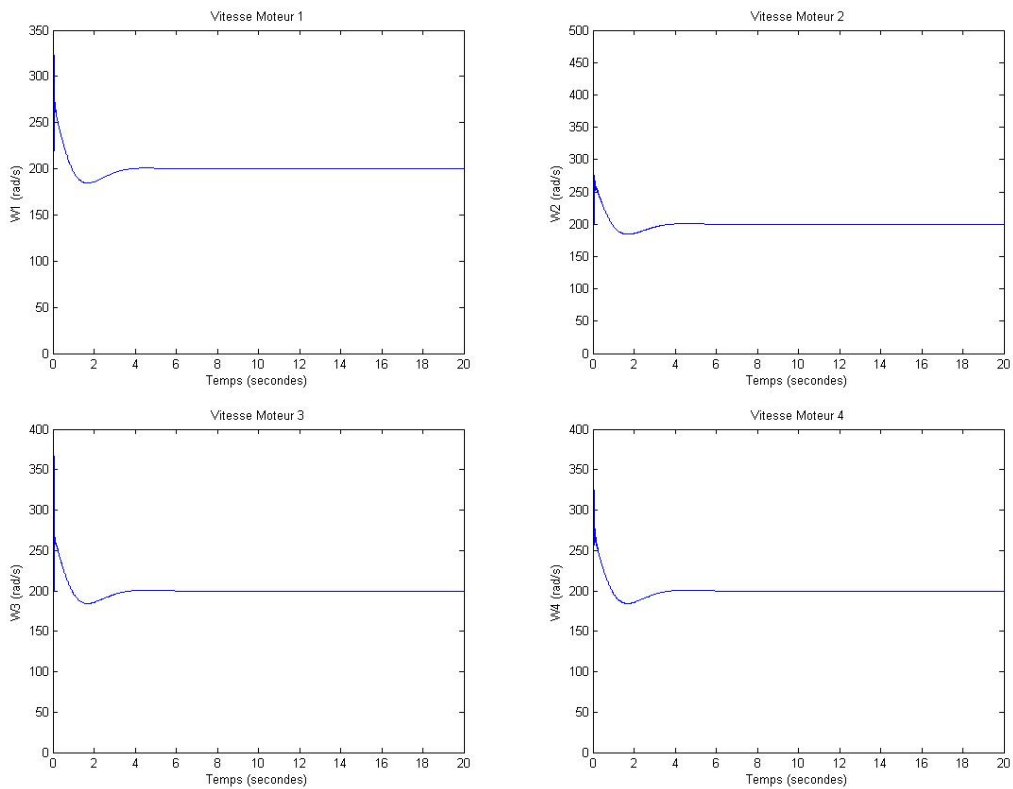 Vitesse Moteur 1
350
300
250
200
150
100
50
0
W1 (rad/s)
0 2 4 6 8 10 12 14 16 18 20
Temps (secondes)
Vitesse Moteur 2
500
450
400
350
300
250
200
150
100
50
0
W2 (rad/s)
0 2 4 6 8 10 12 14 16 18 20
Temps (secondes)
Vitesse Moteur 3
400
350
300
250
200
150
100
50
0
W3 (rad/s)
0 2 4 6 8 10 12 14 16 18 20
Temps (secondes)
Vitesse Moteur 4
400
350
300
250
200
150
100
50
0
W4 (rad/s)
0 2 4 6 8 10 12 14 16 18 20
Temps (secondes)